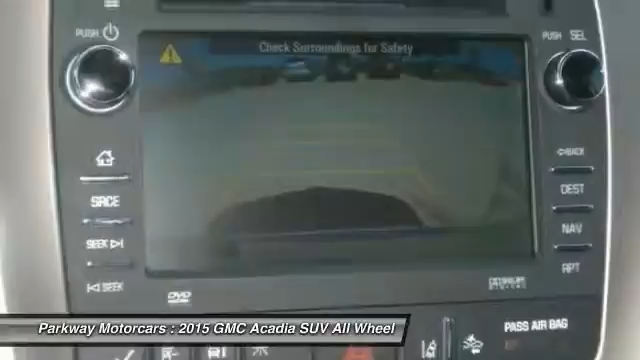 PUSH
Check Surroundings for Safety
PUSH SEL
BACK
SRCE
DEST
SEEK
NAV
SEEK
RPT
DVD
PASS AIR BAG
Parkway Motorcars : 2015 GMC Acadia SUV All Wheel